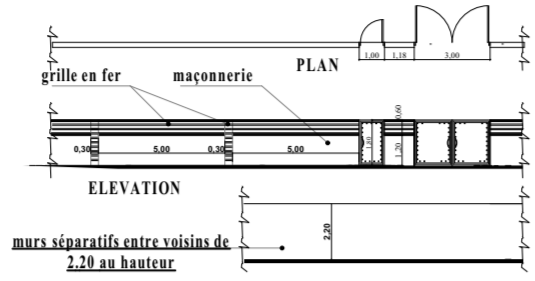 1,00
1,18
3,00
PLAN
grille en fer
maçonnerie
0,60
1,80
1,20
0,30
5,00
0,30
5,00
ELEVATION
2,20
murs séparatifs entre voisins de
2.20 au hauteur